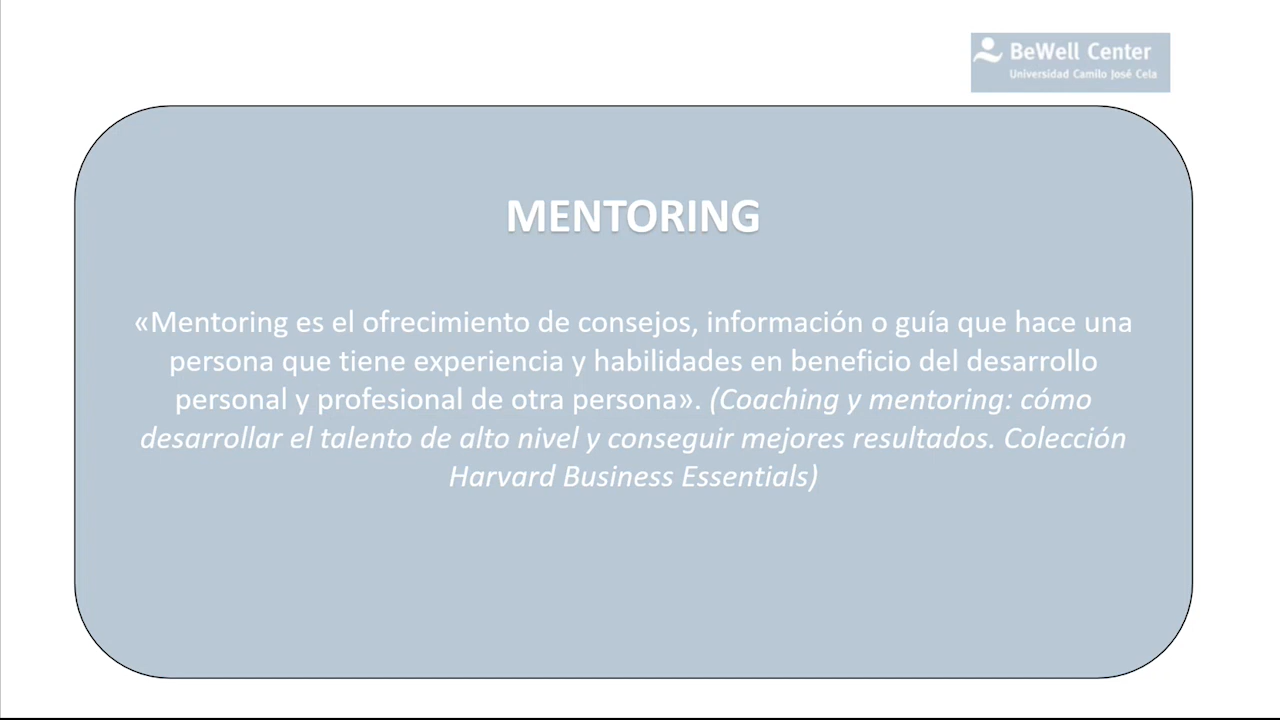 BeWell Center
Universidad Camilo José Cela
MENTORING
«Mentoring es el ofrecimiento de consejos, información o guía que hace una
persona que tiene experiencia y habilidades en beneficio del desarrollo
personal y profesional de otra persona». (Coaching y mentoring: cómo
desarrollar el talento de alto nivel y conseguir mejores resultados. Colección
Harvard Business Essentials)